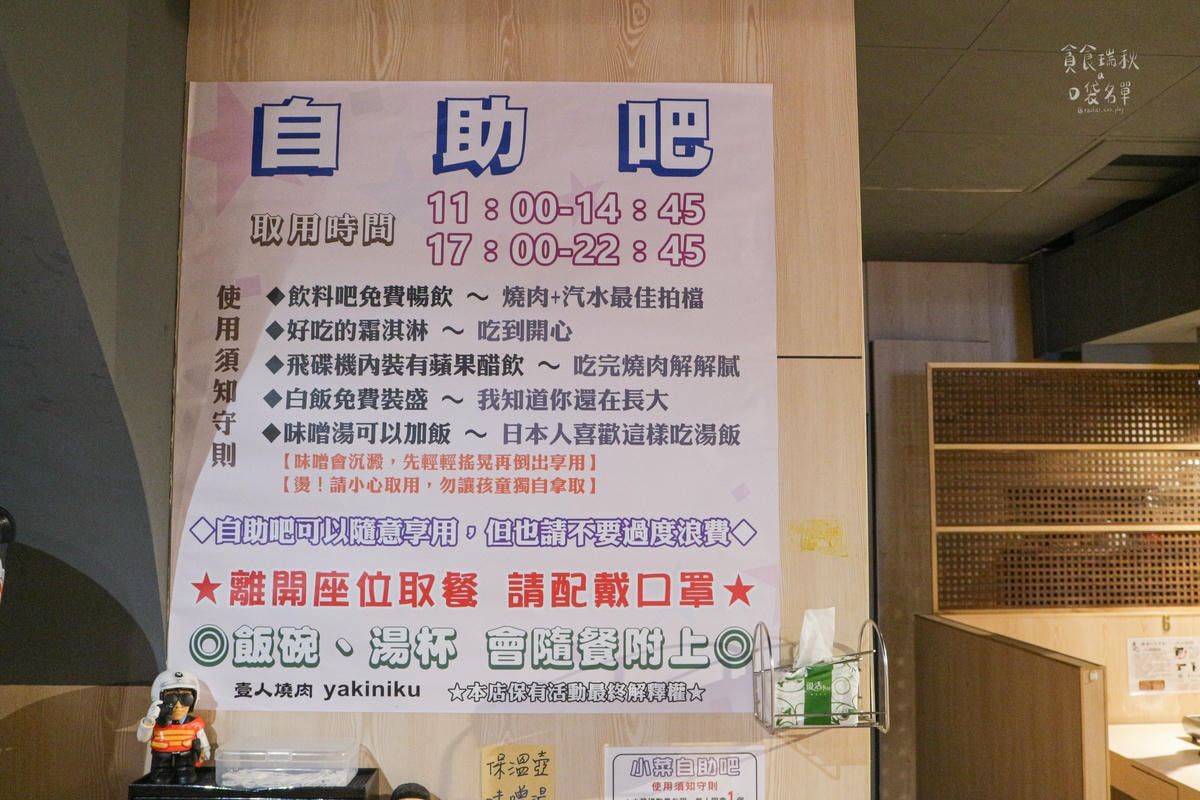 貪食瑞秋
の
口袋名單
自助吧
取用時間
11：00-14：45
17：00-22：45
使用須知守則
◆飲料吧免費暢飲 ～ 燒肉+汽水最佳拍檔
◆好吃的霜淇淋 ～ 吃到開心
◆飛碟機內裝有蘋果醋飲 ～ 吃完燒肉解解膩
◆白飯免費裝盛 ～ 我知道你還在長大
◆味噌湯可以加飯 ～ 日本人喜歡這樣吃湯飯
【味噌會沉澱，先輕輕搖晃再倒出享用】
【燙！請小心取用，勿讓孩童獨自拿取】
◇自助吧可以隨意享用，但也請不要過度浪費◇
★離開座位取餐 請配戴口罩★
◎飯碗、湯杯 會隨餐附上◎
壹人燒肉 yakiniku ☆本店保有活動最終解釋權☆
優活
保溫壺
味噌湯
小菜自助吧
使用須知守則
6